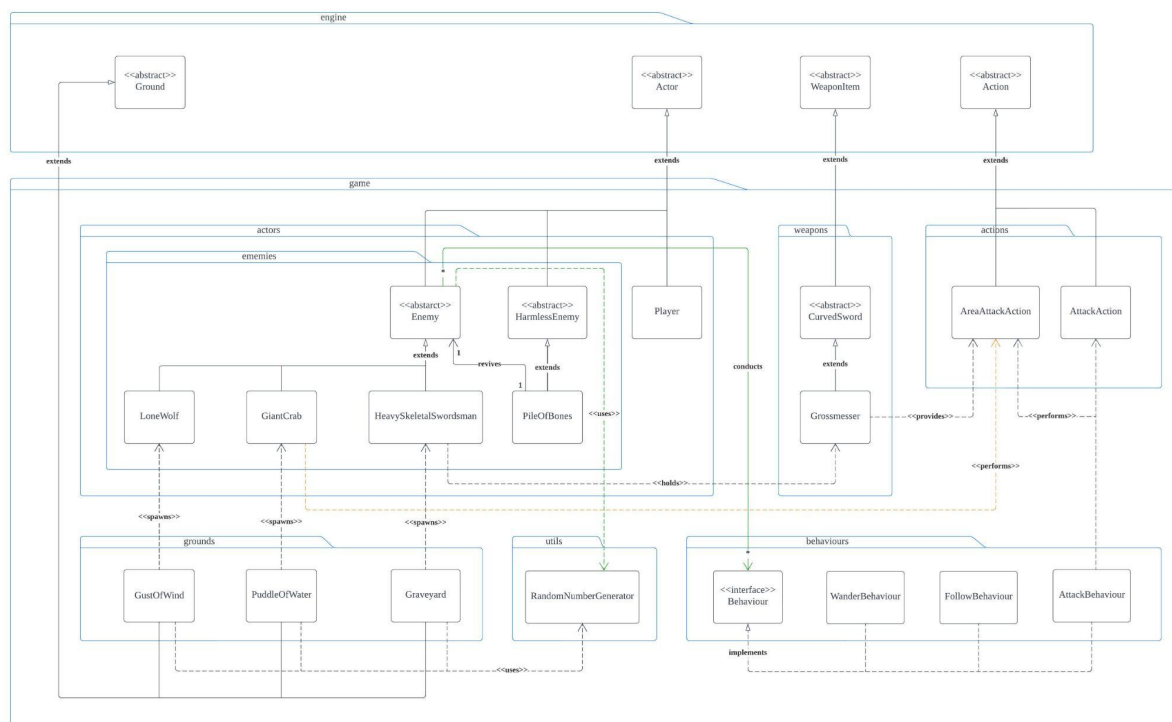 engine
<<abstract>>
Ground
<<abstract>>
Actor
<<abstract>>
WeaponItem
<<abstract>>
Action
extends
extends
extends
extends
game
actors
weapons
actions
ememies
*
<<abstarct>>
Enemy
<<abstract>>
HarmlessEnemy
Player
<<abstract>>
CurvedSword
AreaAttackAction
AttackAction
extends
1
revives
extends
1
extends
conducts
LoneWolf
GiantCrab
HeavySkeletalSwordsman
PileOfBones
<<uses>>
Grossmesser
<<provides>>
<<performs>>
<<performs>>
<<holds>>
<<spawns>>
<<spawns>>
<<spawns>>
grounds
utils
behaviours
*
GustOfWind
PuddleOfWater
Graveyard
RandomNumberGenerator
<<interface>>
Behaviour
WanderBehaviour
FollowBehaviour
AttackBehaviour
implements
<<uses>>